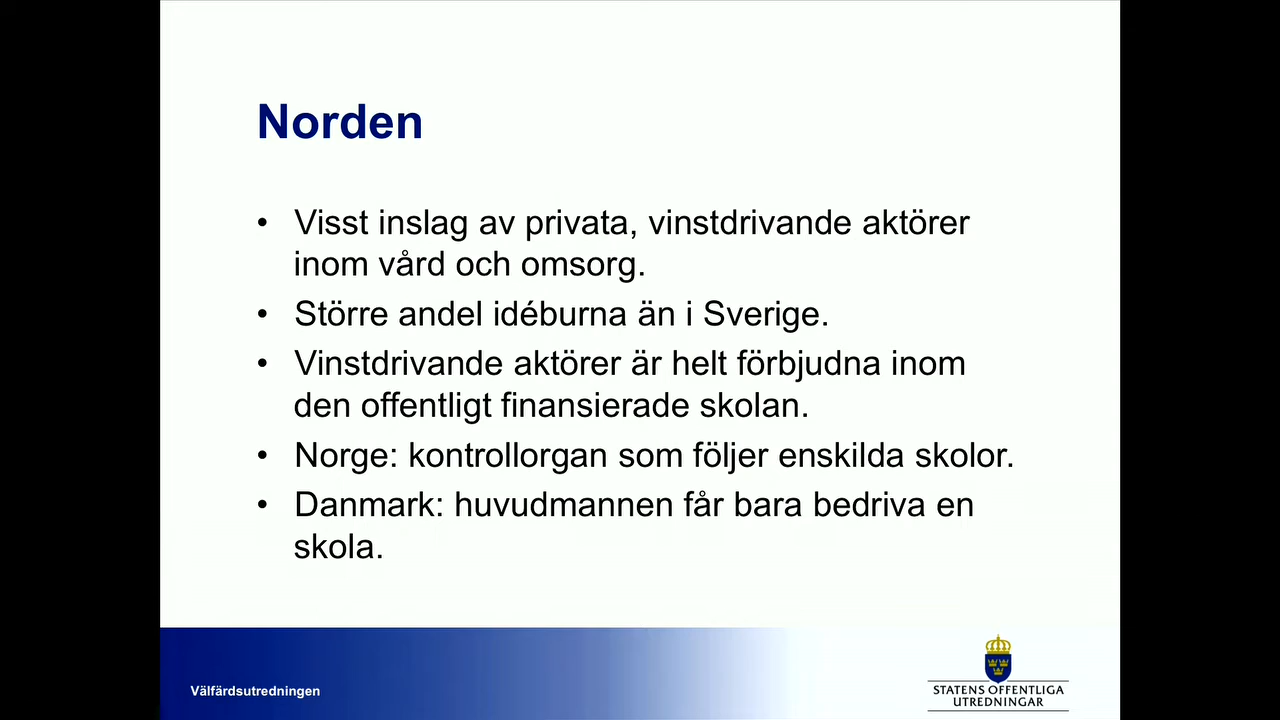 Norden
• Visst inslag av privata, vinstdrivande aktörer
inom vård och omsorg.
• Större andel idéburna än i Sverige.
• Vinstdrivande aktörer är helt förbjudna inom
den offentligt finansierade skolan.
• Norge: kontrollorgan som följer enskilda skolor.
• Danmark: huvudmannen får bara bedriva en
skola.
Välfärdsutredningen
STATENS OFFENTLIGA
UTREDNINGAR